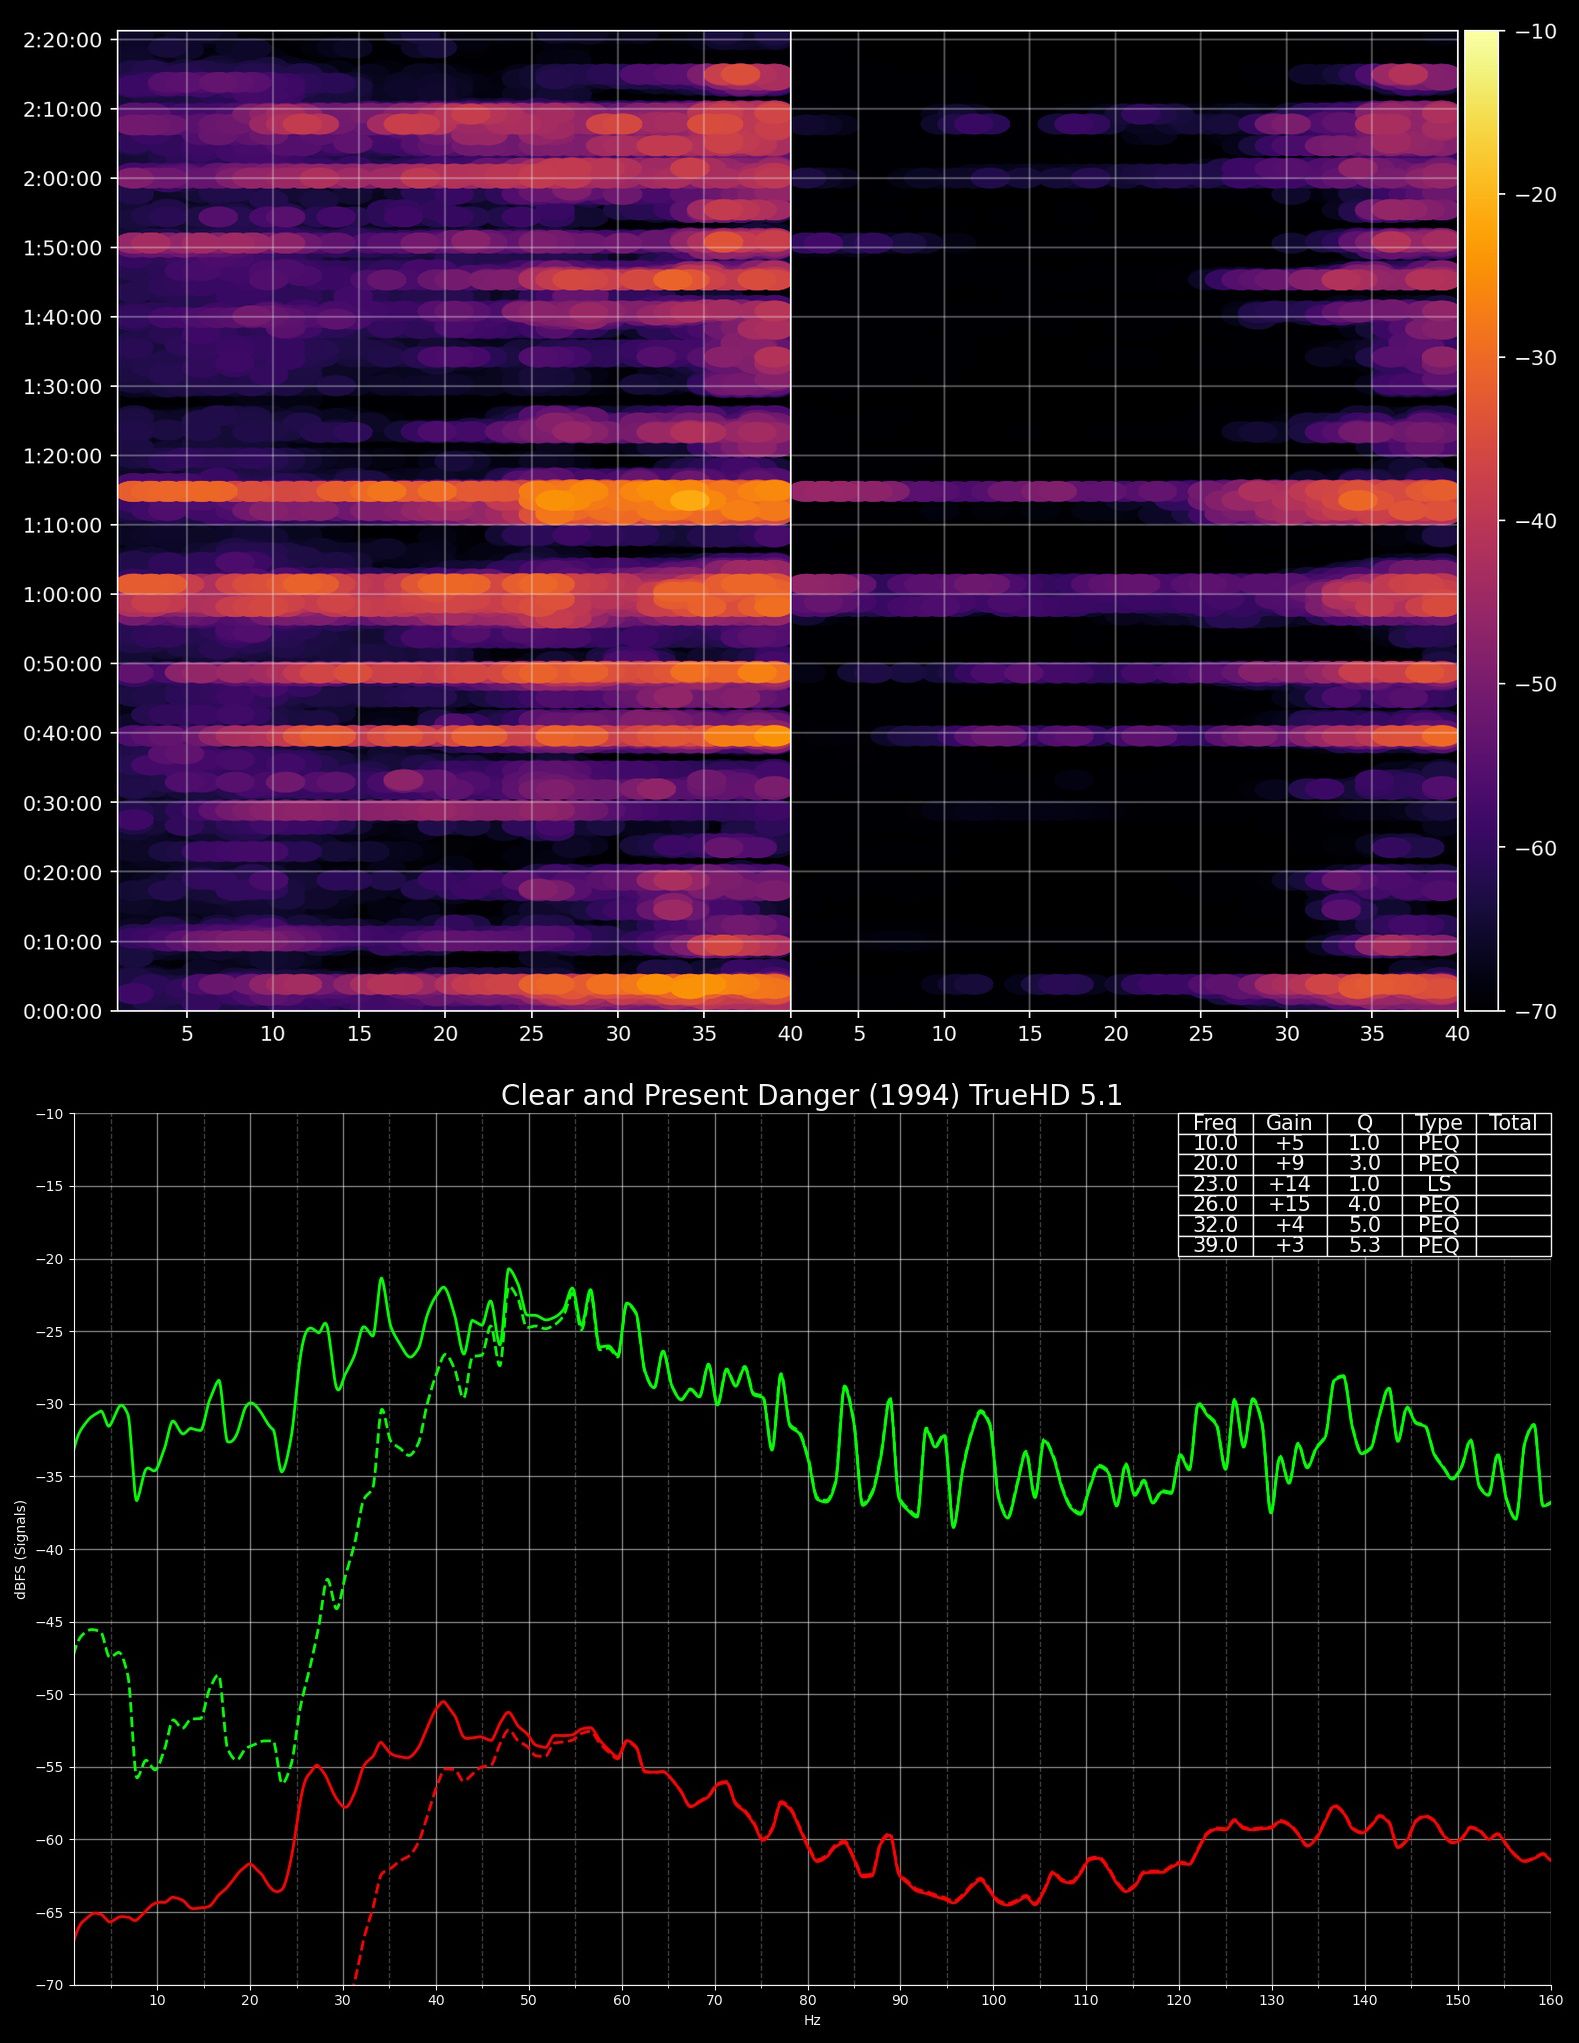 2:20:00
2:10:00
2:00:00
1:50:00
1:40:00
1:30:00
1:20:00
1:10:00
1:00:00
0:50:00
0:40:00
0:30:00
0:20:00
0:10:00
0:00:00
5 10 15 20 25 30 35 40 5 10 15 20 25 30 35 40
−10
−20
−30
−40
−50
−60
−70
Clear and Present Danger (1994) TrueHD 5.1
Freq Gain Q Type Total
10.0 +5 1.0 PEQ
20.0 +9 3.0 PEQ
23.0 +14 1.0 LS
26.0 +15 4.0 PEQ
32.0 +4 5.0 PEQ
39.0 +3 5.3 PEQ
−10
−15
−20
−25
−30
−35
−40
−45
−50
−55
−60
−65
−70
dBFS (Signals)
10 20 30 40 50 60 70 80 90 100 110 120 130 140 150 160
Hz